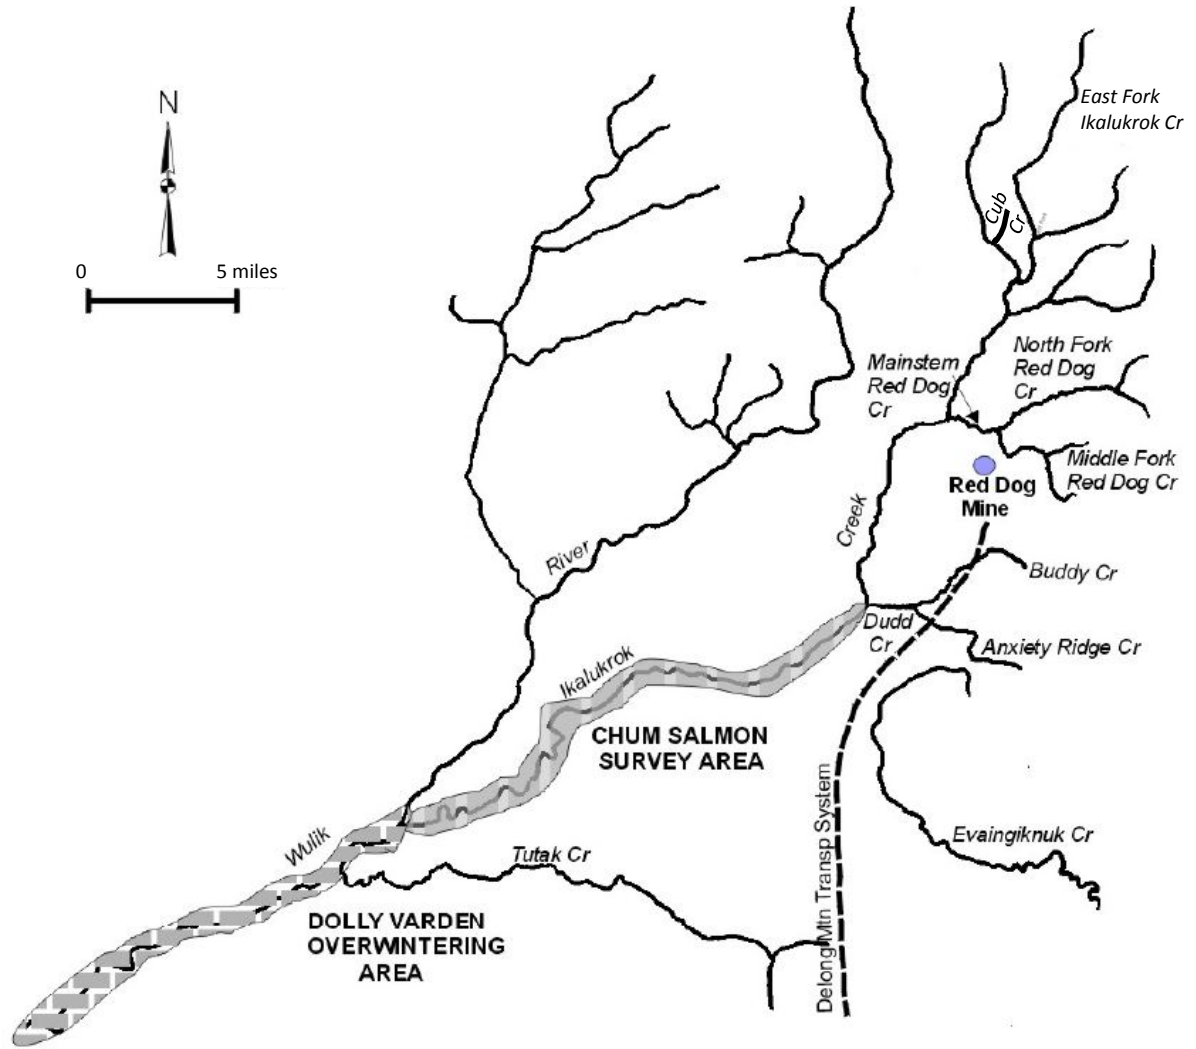 N
0 5 miles
East Fork
Ikalukrok Cr
Cub
Cr
Mainstem
Red Dog
Cr
North Fork
Red Dog
Cr
Middle Fork
Red Dog Cr
Red Dog
Mine
Creek
River
Buddy Cr
Dudd
Cr
Anxiety Ridge Cr
Ikalukrok
CHUM SALMON
SURVEY AREA
Delong Mtn Transp System
Evaingiknuk Cr
Wulik
Tutak Cr
DOLLY VARDEN
OVERWINTERING
AREA